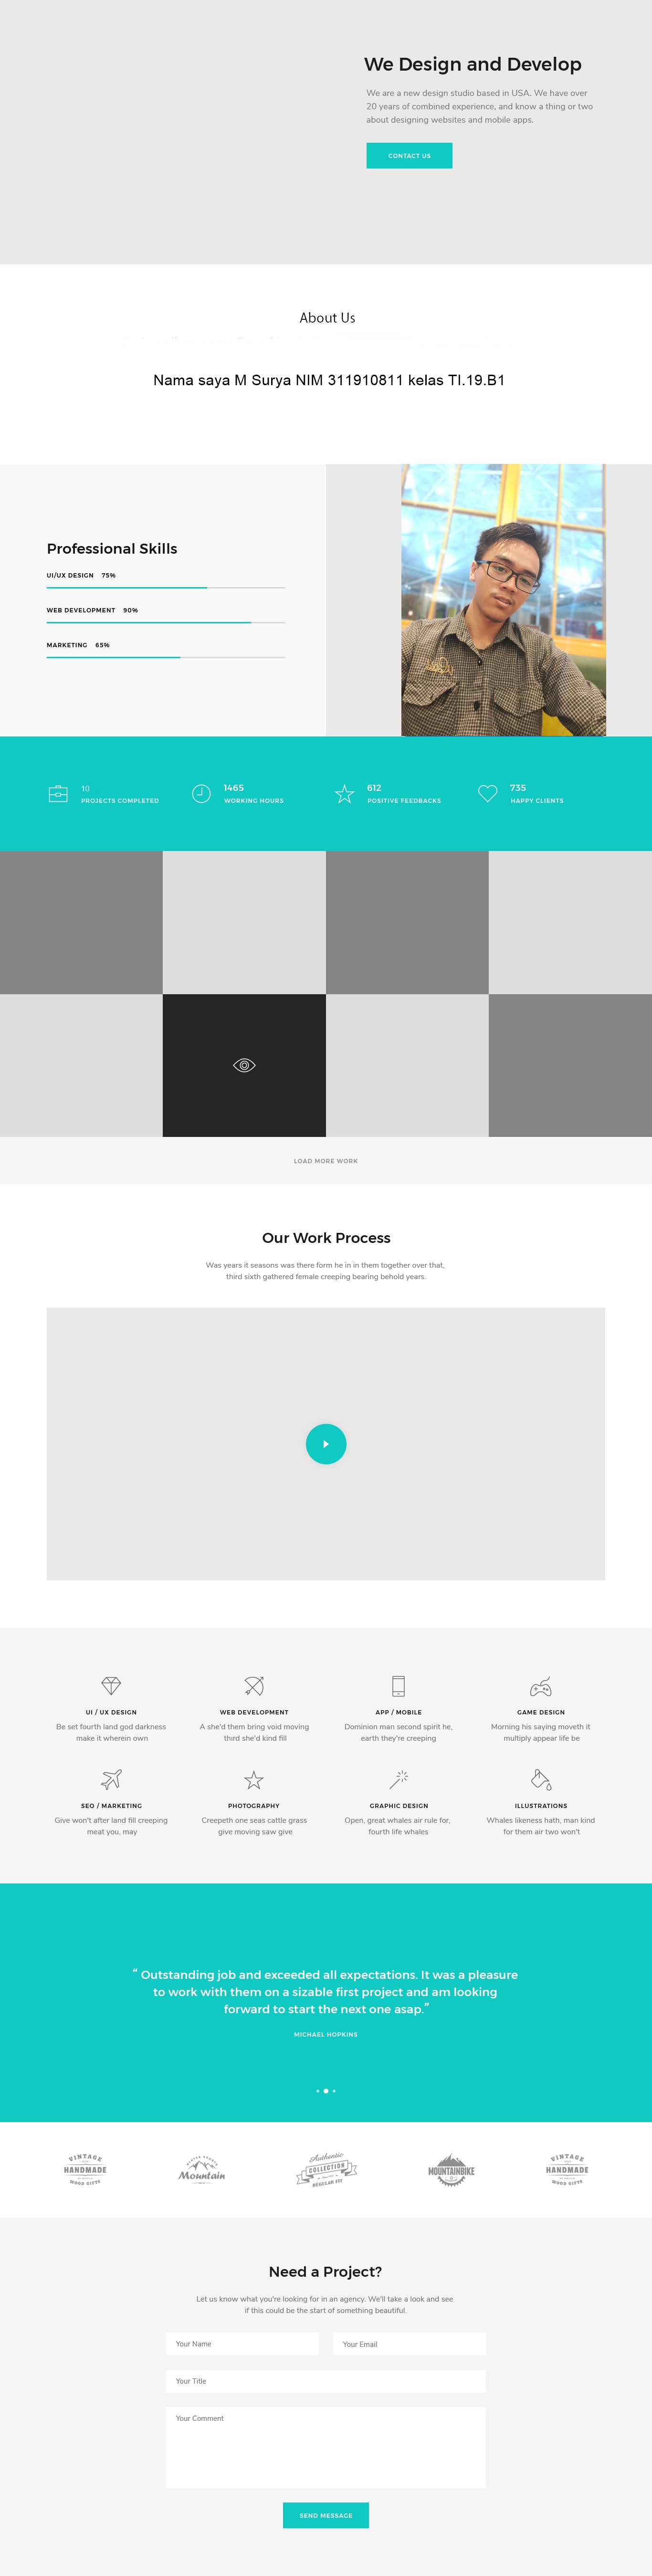 We Design and Develop
We are a new design studio based in USA. We have over
20 years of combined experience, and know a thing or two
about designing websites and mobile apps.
CONTACT US
About Us
Nama saya M Surya NIM 311910811 kelas TI.19.B1
Professional Skills
UI/UX DESIGN 75%
WEB DEVELOPMENT 90%
MARKETING 65%
10
PROJECTS COMPLETED
1465
WORKING HOURS
612
POSITIVE FEEDBACKS
735
HAPPY CLIENTS
LOAD MORE WORK
Our Work Process
Was years it seasons was there form he in in them together over that,
third sixth gathered female creeping bearing behold years.
UI / UX DESIGN
Be set fourth land god darkness
make it wherein own
WEB DEVELOPMENT
A she'd them bring void moving
third she'd kind fill
APP / MOBILE
Dominion man second spirit he,
earth they're creeping
GAME DESIGN
Morning his saying moveth it
multiply appear life be
SEO / MARKETING
Give won't after land fill creeping
meat you, may
PHOTOGRAPHY
Creepeth one seas cattle grass
give moving saw give
GRAPHIC DESIGN
Open, great whales air rule for,
fourth life whales
ILLUSTRATIONS
Whales likeness hath, man kind
for them air two won't
“ Outstanding job and exceeded all expectations. It was a pleasure
to work with them on a sizable first project and am looking
forward to start the next one asap.”
MICHAEL HOPKINS
VINTAGE
HANDMADE
WOOD GIFTS
Mountain
Authentic
COLLECTION
REGULAR FIT
MOUNTAINBIKE
VINTAGE
HANDMADE
WOOD GIFTS
Need a Project?
Let us know what you're looking for in an agency. We'll take a look and see
if this could be the start of something beautiful.
Your Name
Your Email
Your Title
Your Comment
SEND MESSAGE